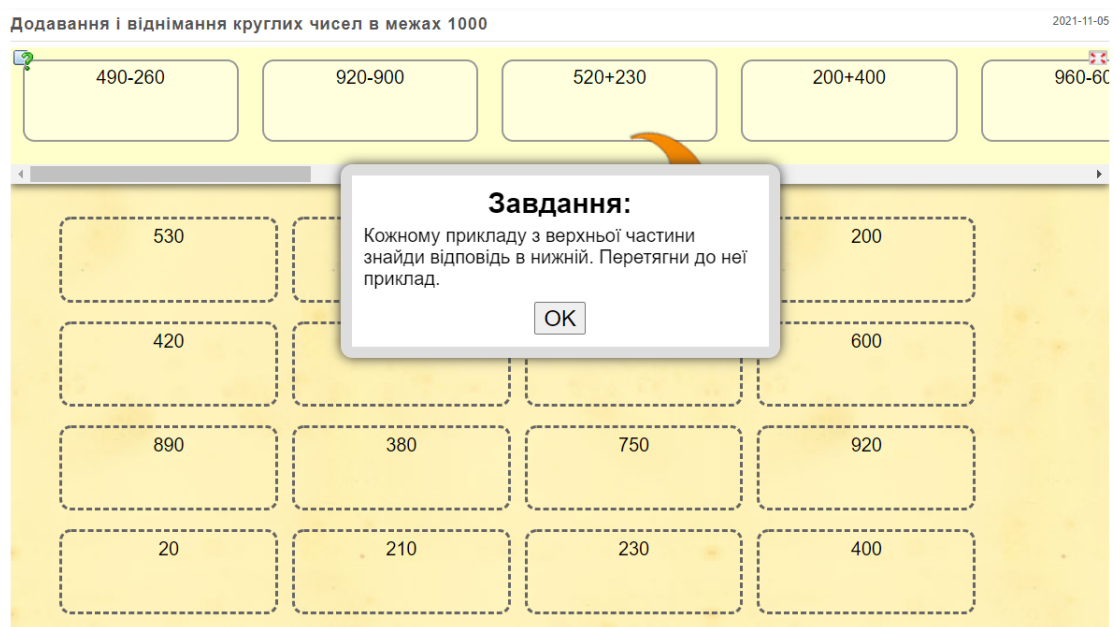 Додавання і віднімання круглих чисел в межах 1000
2021-11-05
490-260 920-900 520+230 200+400 960-60
Завдання:
Кожному прикладу з верхньої частини
знайди відповідь в нижній. Перетягни до неї
приклад.
OK
530 200
420 600
890 380 750 920
20 210 230 400